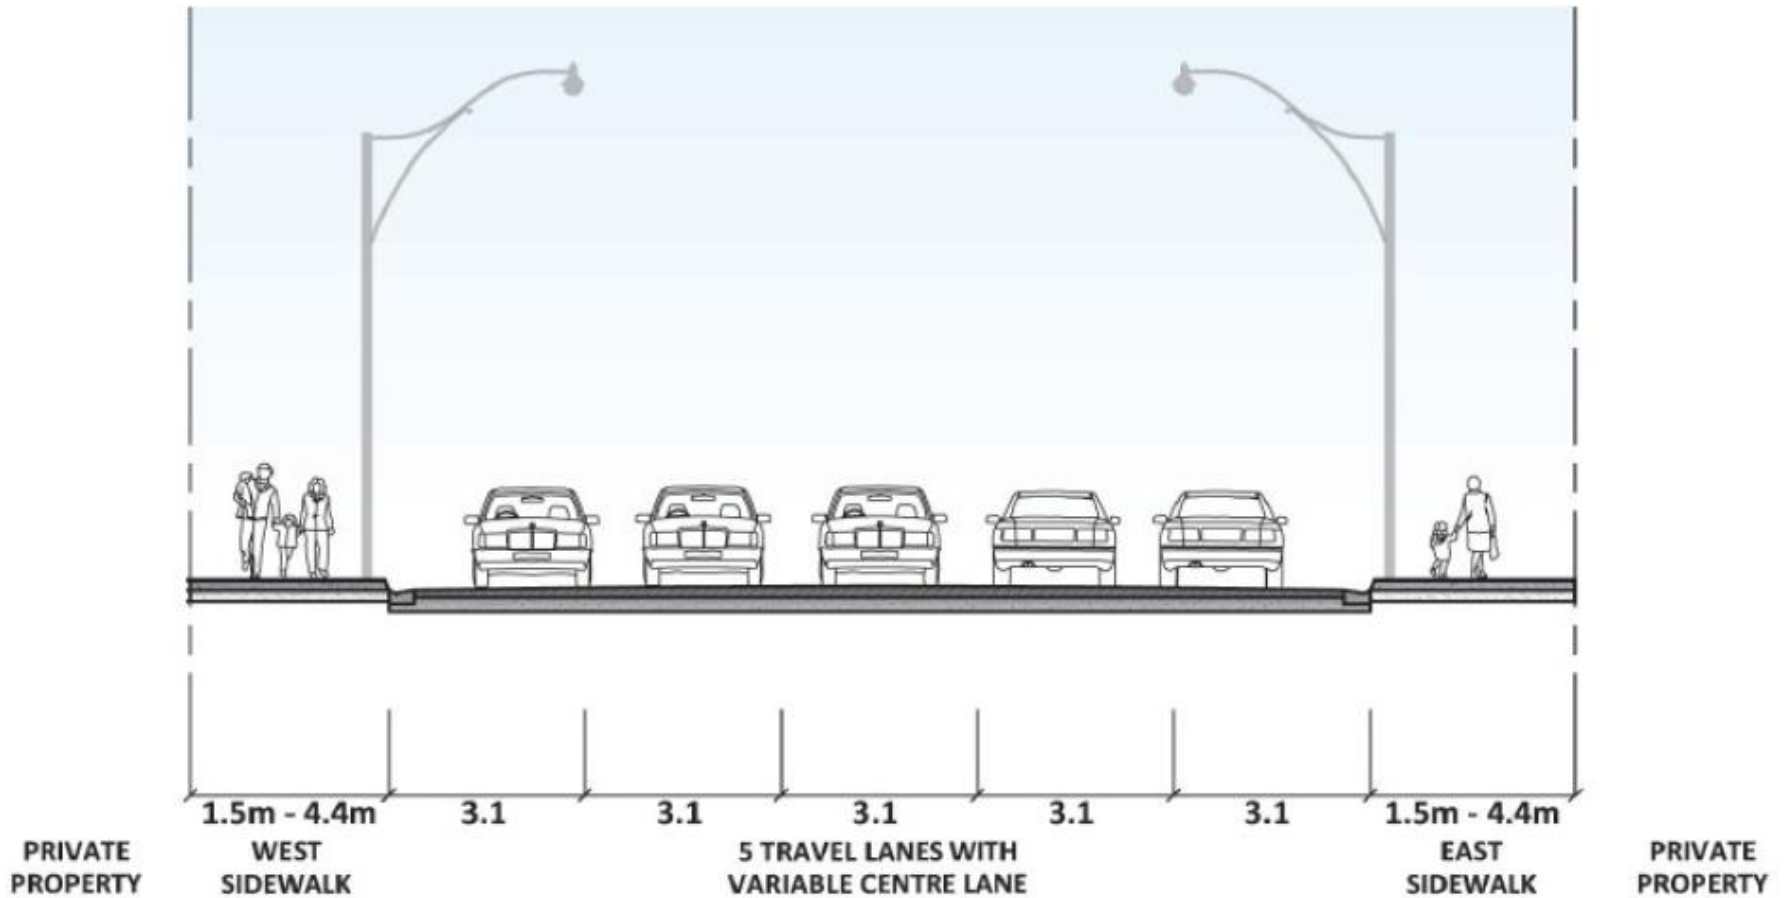 1.5m - 4.4m 3.1 3.1 3.1 3.1 3.1 1.5m - 4.4m
PRIVATE PROPERTY
WEST SIDEWALK
5 TRAVEL LANES WITH
VARIABLE CENTRE LANE
EAST SIDEWALK
PRIVATE PROPERTY